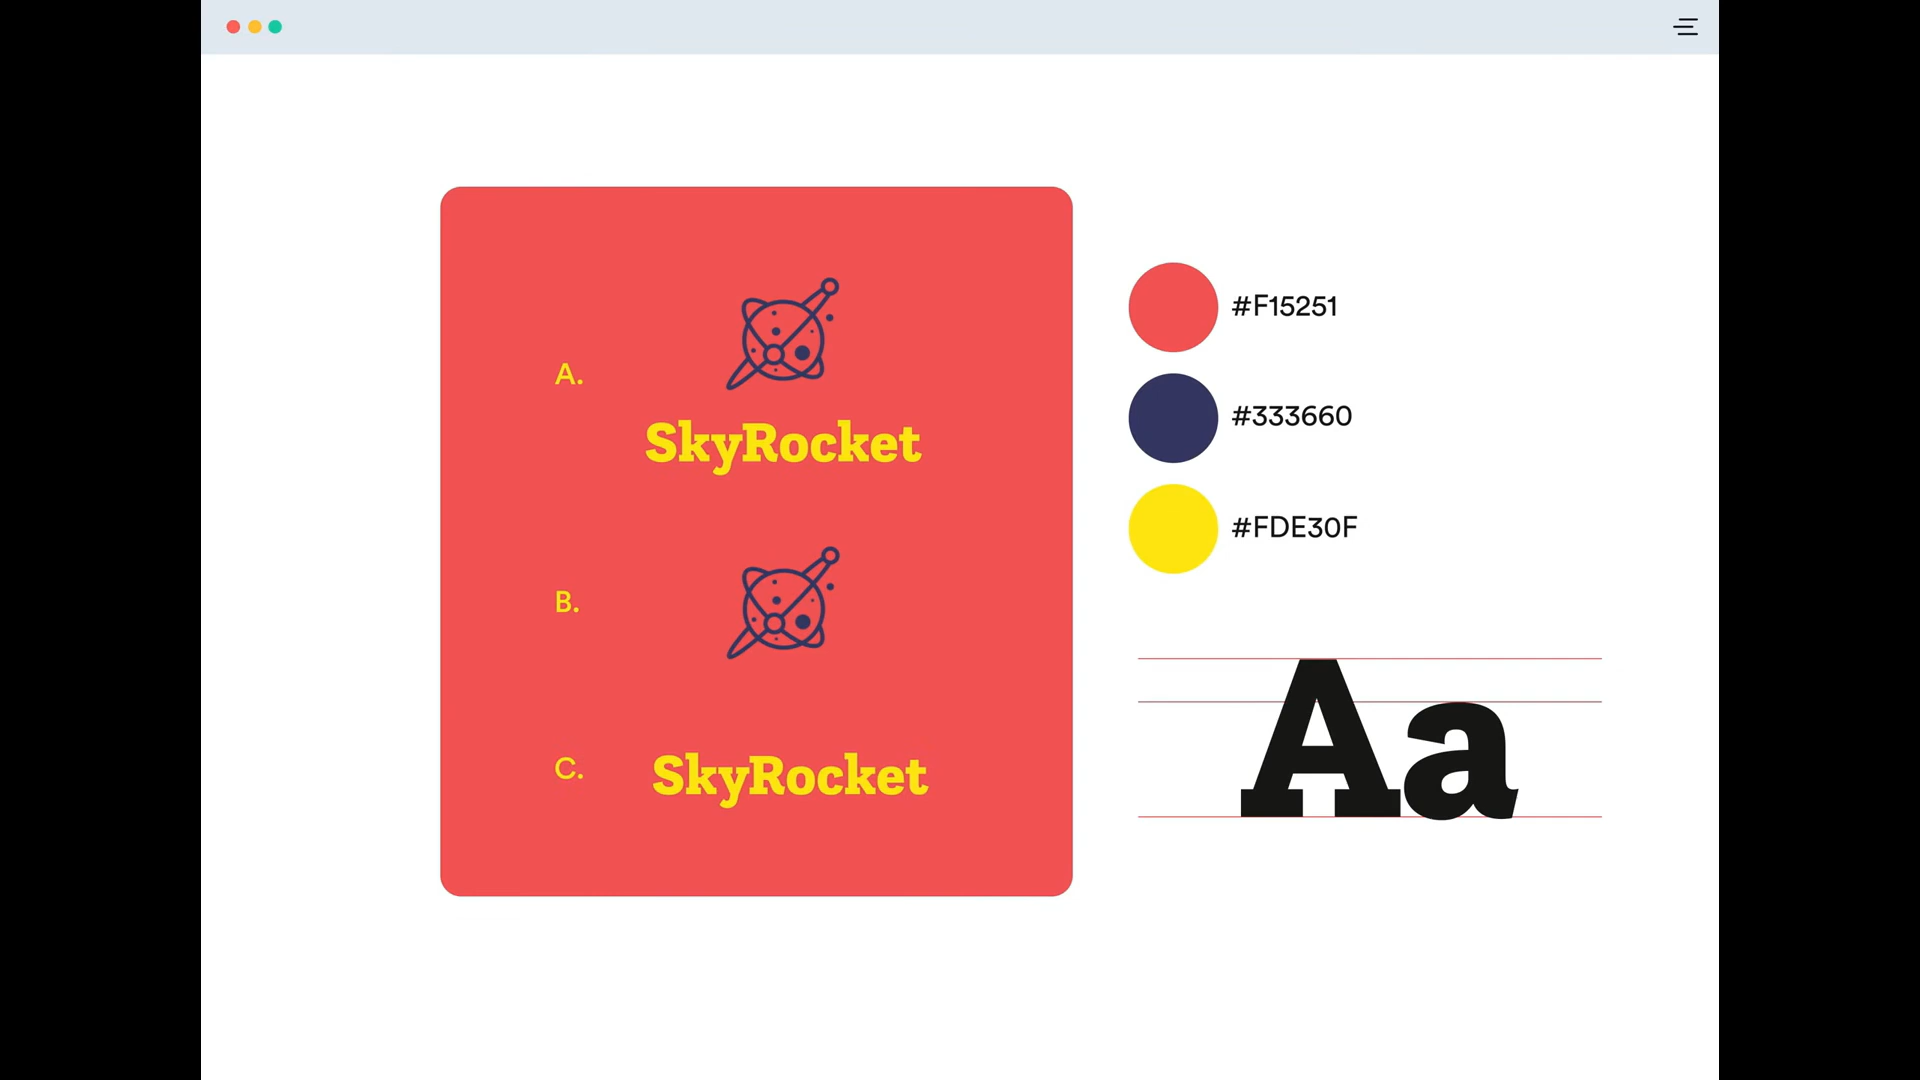 A.
SkyRocket
B.
C.
SkyRocket
#F15251
#333660
#FDE30F
Aa